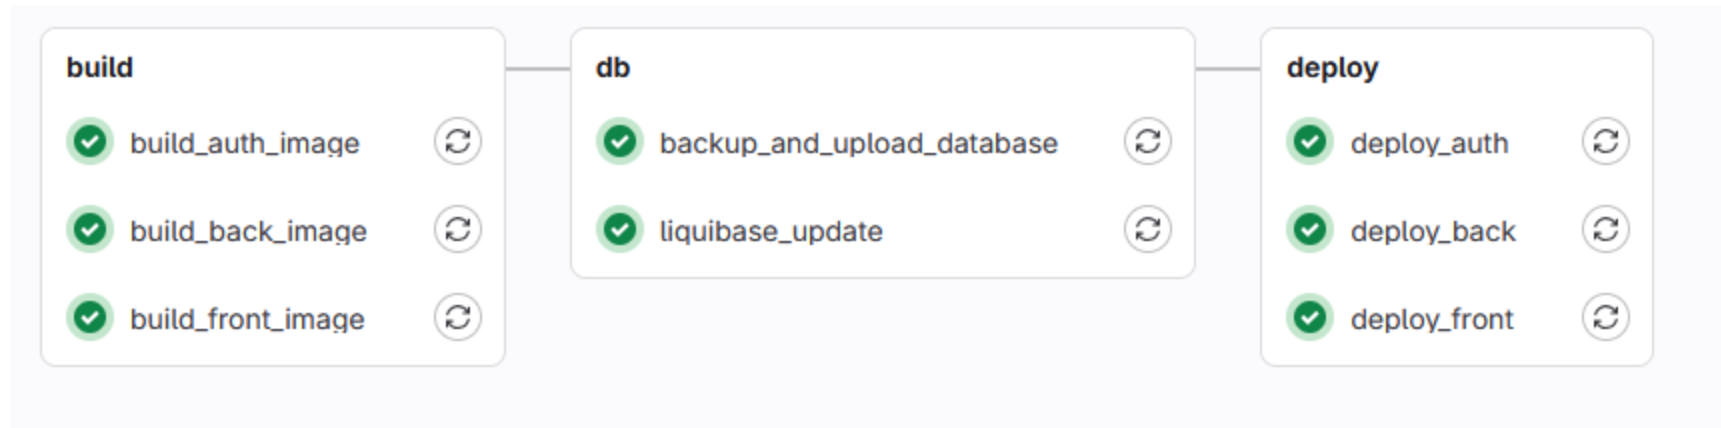 build
build_auth_image
build_back_image
build_front_image
db
backup_and_upload_database
liquibase_update
deploy
deploy_auth
deploy_back
deploy_front